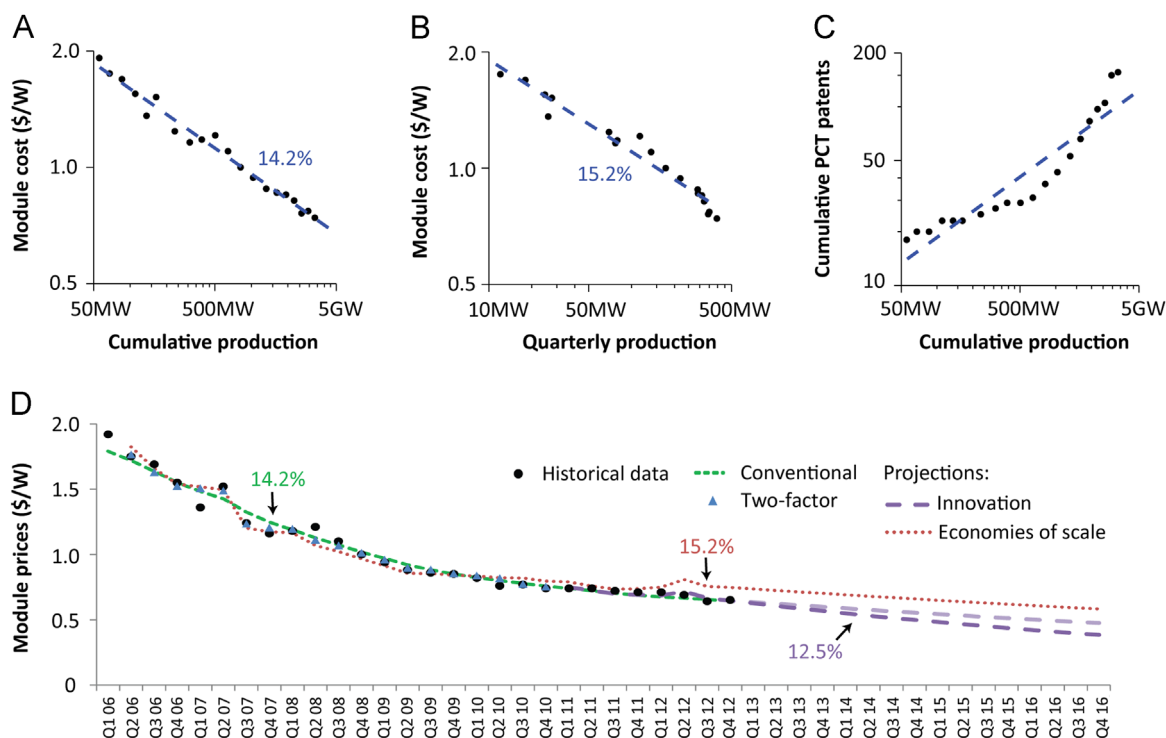 A
Module cost ($/W)
2.0
1.0
0.5
14.2%
50MW
500MW
5GW
Cumulative production
B
Module cost ($/W)
2.0
1.0
0.5
15.2%
10MW
50MW
500MW
Quarterly production
C
Cumulative PCT patents
200
50
10
50MW
500MW
5GW
Cumulative production
D
Module prices ($/W)
2.0
1.5
1.0
0.5
0
14.2%
15.2%
12.5%
Historical data
Conventional
Two-factor
Projections:
Innovation
Economies of scale
Q1 06
Q2 06
Q3 06
Q4 06
Q1 07
Q2 07
Q3 07
Q4 07
Q1 08
Q2 08
Q3 08
Q4 08
Q1 09
Q2 09
Q3 09
Q4 09
Q1 10
Q2 10
Q3 10
Q4 10
Q1 11
Q2 11
Q3 11
Q4 11
Q1 12
Q2 12
Q3 12
Q4 12
Q1 13
Q2 13
Q3 13
Q4 13
Q1 14
Q2 14
Q3 14
Q4 14
Q1 15
Q2 15
Q3 15
Q4 15
Q1 16
Q2 16
Q3 16
Q4 16